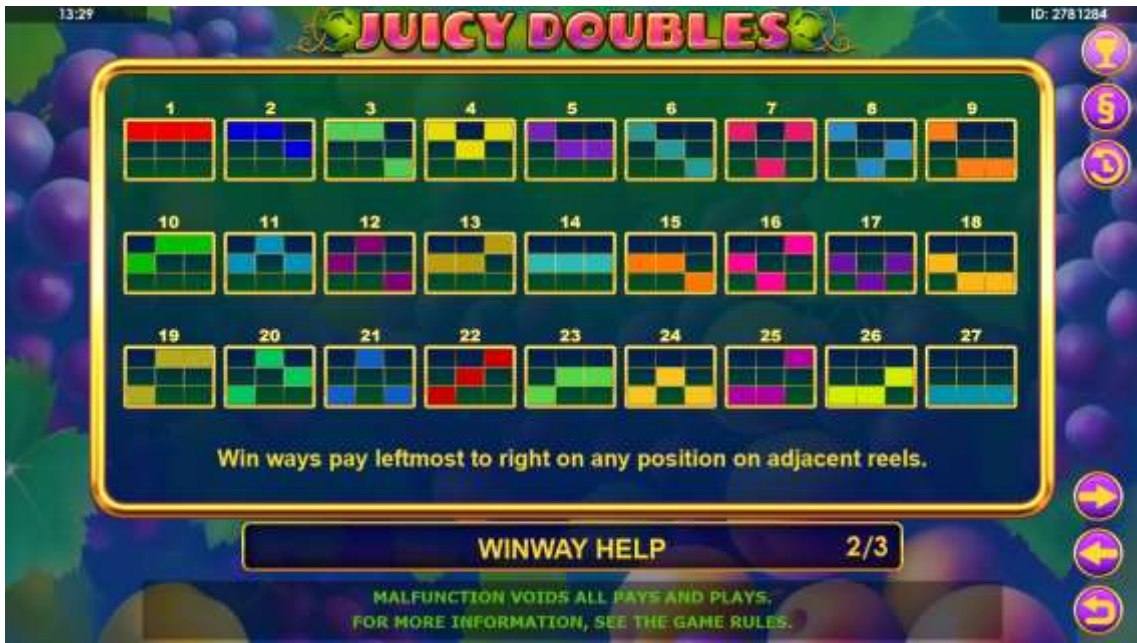 13:29
ID: 2781284
JUICY DOUBLES
§
1 2 3 4 5 6 7 8 9
10 11 12 13 14 15 16 17 18
19 20 21 22 23 24 25 26 27
Win ways pay leftmost to right on any position on adjacent reels.
WINWAY HELP 2/3
MALFUNCTION VOIDS ALL PAYS AND PLAYS.
FOR MORE INFORMATION, SEE THE GAME RULES.